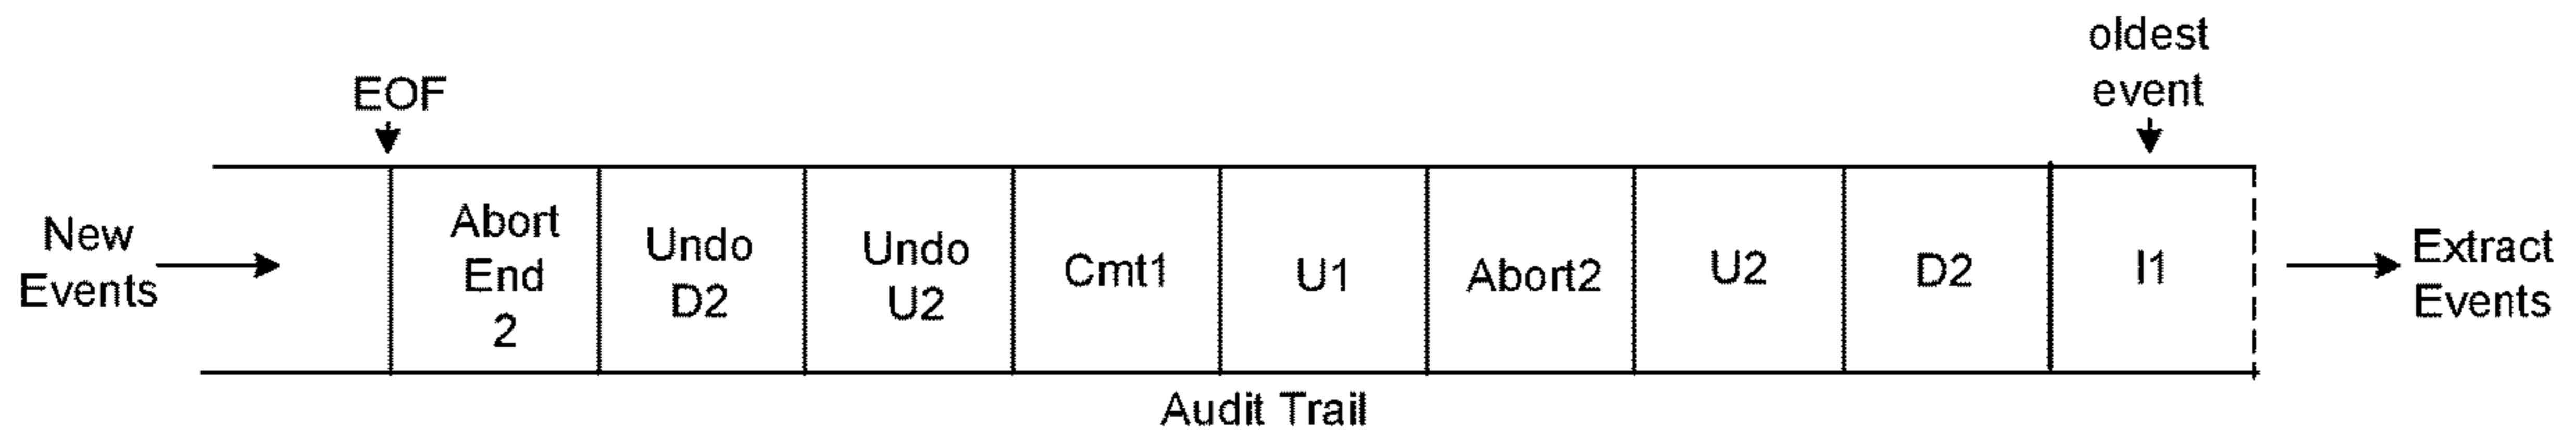 oldest
event
EOF
New
Events
Abort
End
2
Undo
D2
Undo
U2
Cmt1
U1
Abort2
U2
D2
I1
Extract
Events
Audit Trail